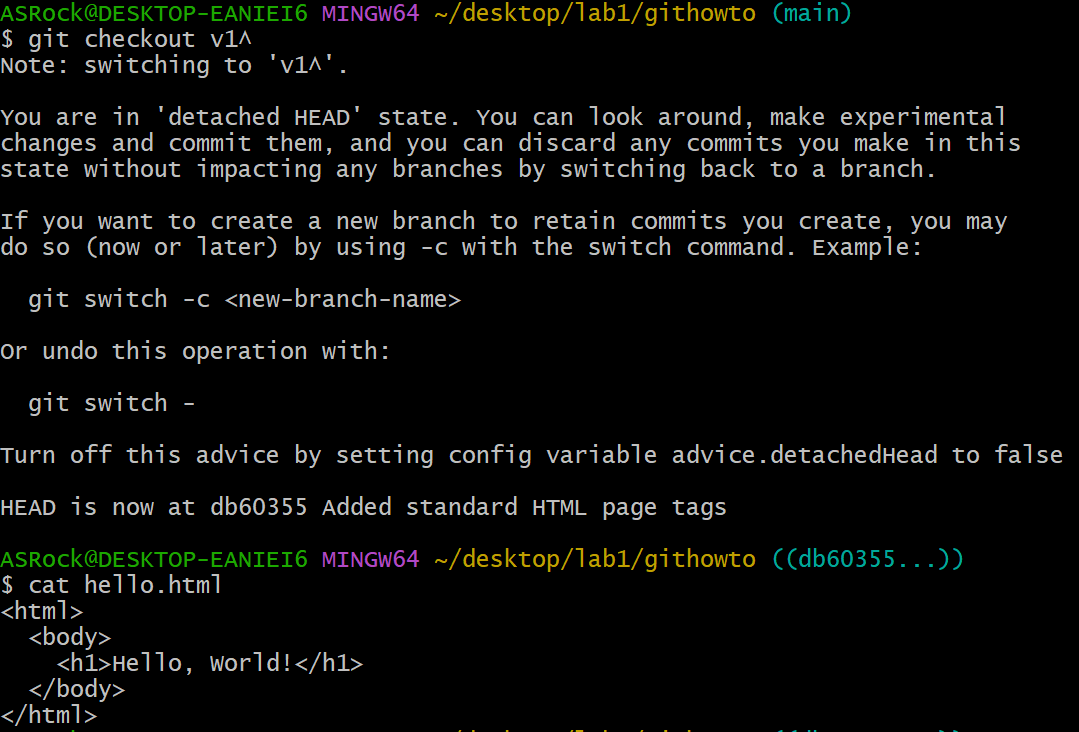 ASRock@DESKTOP-EANIEI6 MINGW64 ~/desktop/lab1/githowto (main)
$ git checkout v1^
Note: switching to 'v1^'.

You are in 'detached HEAD' state. You can look around, make experimental
changes and commit them, and you can discard any commits you make in this
state without impacting any branches by switching back to a branch.

If you want to create a new branch to retain commits you create, you may
do so (now or later) by using -c with the switch command. Example:

  git switch -c <new-branch-name>

Or undo this operation with:

  git switch -

Turn off this advice by setting config variable advice.detachedHead to false

HEAD is now at db60355 Added standard HTML page tags

ASRock@DESKTOP-EANIEI6 MINGW64 ~/desktop/lab1/githowto ((db60355...))
$ cat hello.html
<html>
  <body>
    <h1>Hello, World!</h1>
  </body>
</html>